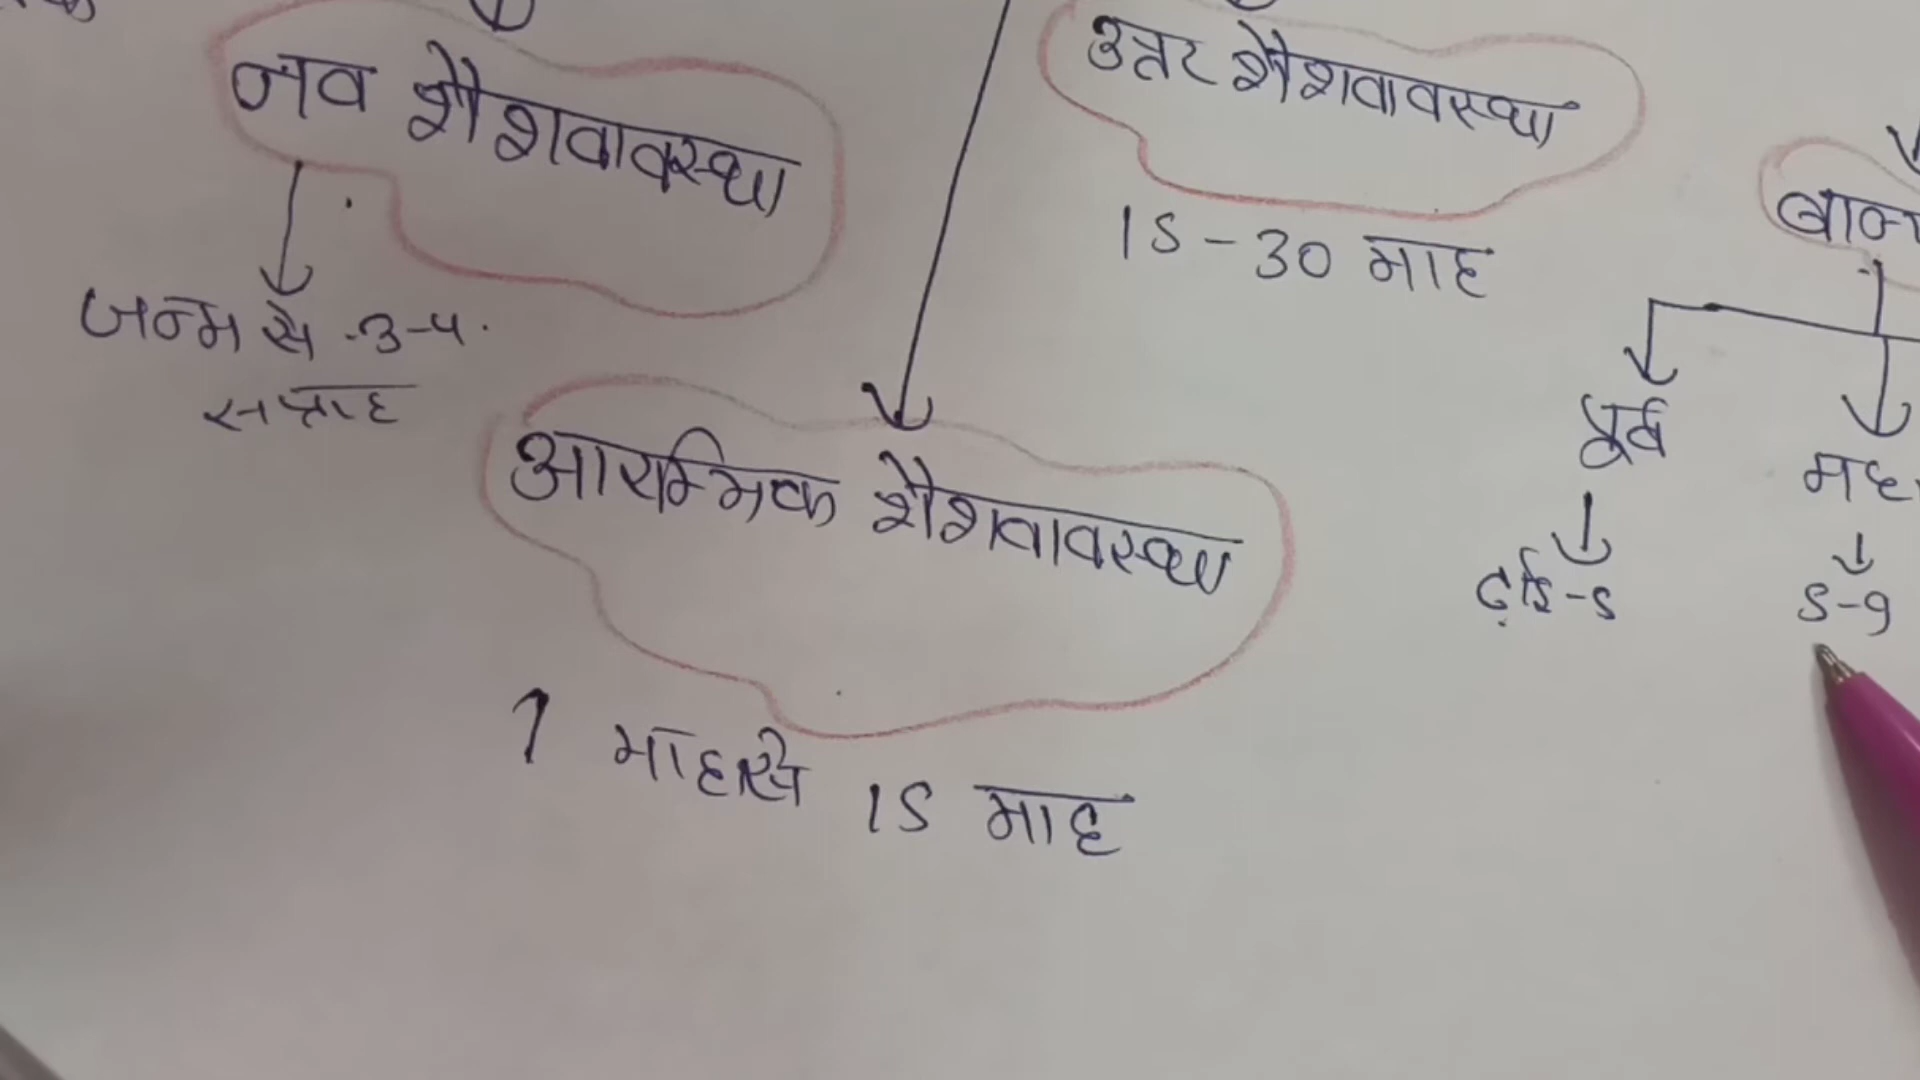 नव शैशवावस्था
जन्म से 3-4
सप्ताह
आरम्भिक शैशवावस्था
1 माह से 15 माह
उत्तर शैशवावस्था
15-30 माह
पूर्व
ढाई-5
5-9